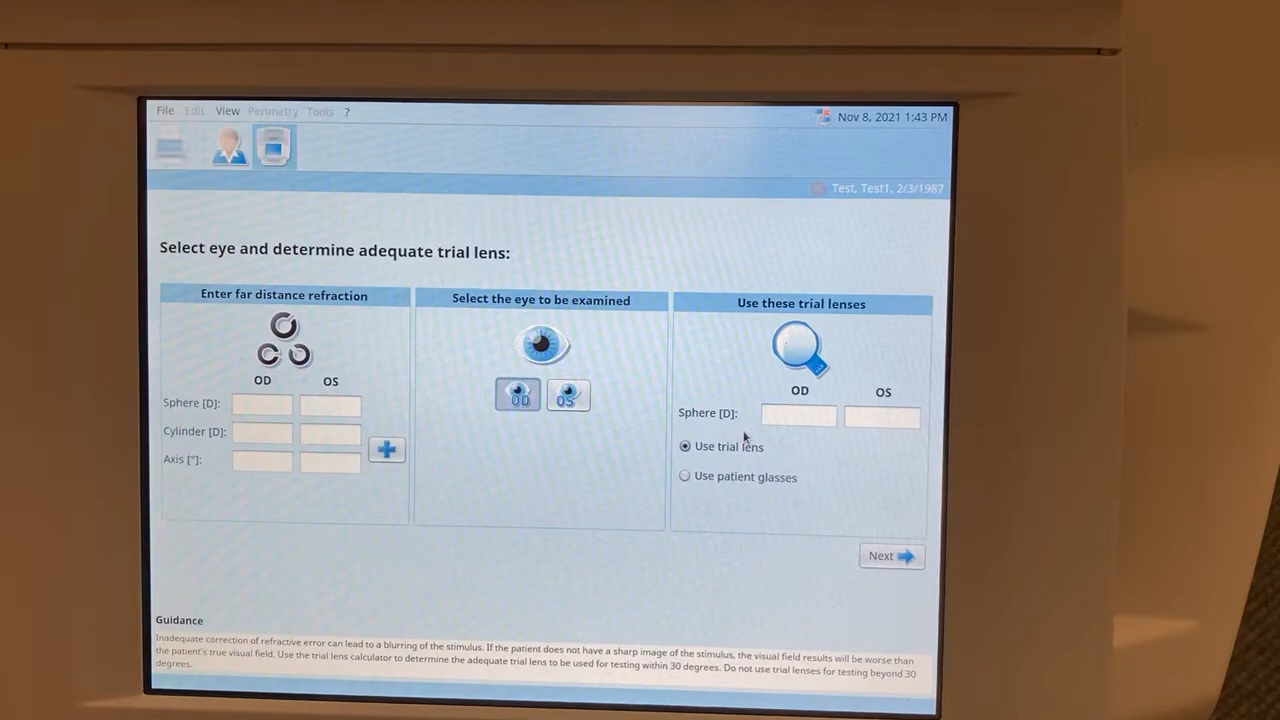 File Edit View Perimetry Tools ?
Nov 8, 2021 1:43 PM
Test, Test1, 2/3/1987
Select eye and determine adequate trial lens:
Enter far distance refraction
OD OS
Sphere [D]:
Cylinder [D]:
Axis [°]:
Select the eye to be examined
OD OS
Use these trial lenses
OD OS
Sphere [D]:
Use trial lens
Use patient glasses
Next
Guidance
Inadequate correction of refractive error can lead to a blurring of the stimulus. If the patient does not have a sharp image of the stimulus, the visual field results will be worse than
the patient's true visual field. Use the trial lens calculator to determine the adequate trial lens to be used for testing within 30 degrees. Do not use trial lenses for testing beyond 30
degrees.